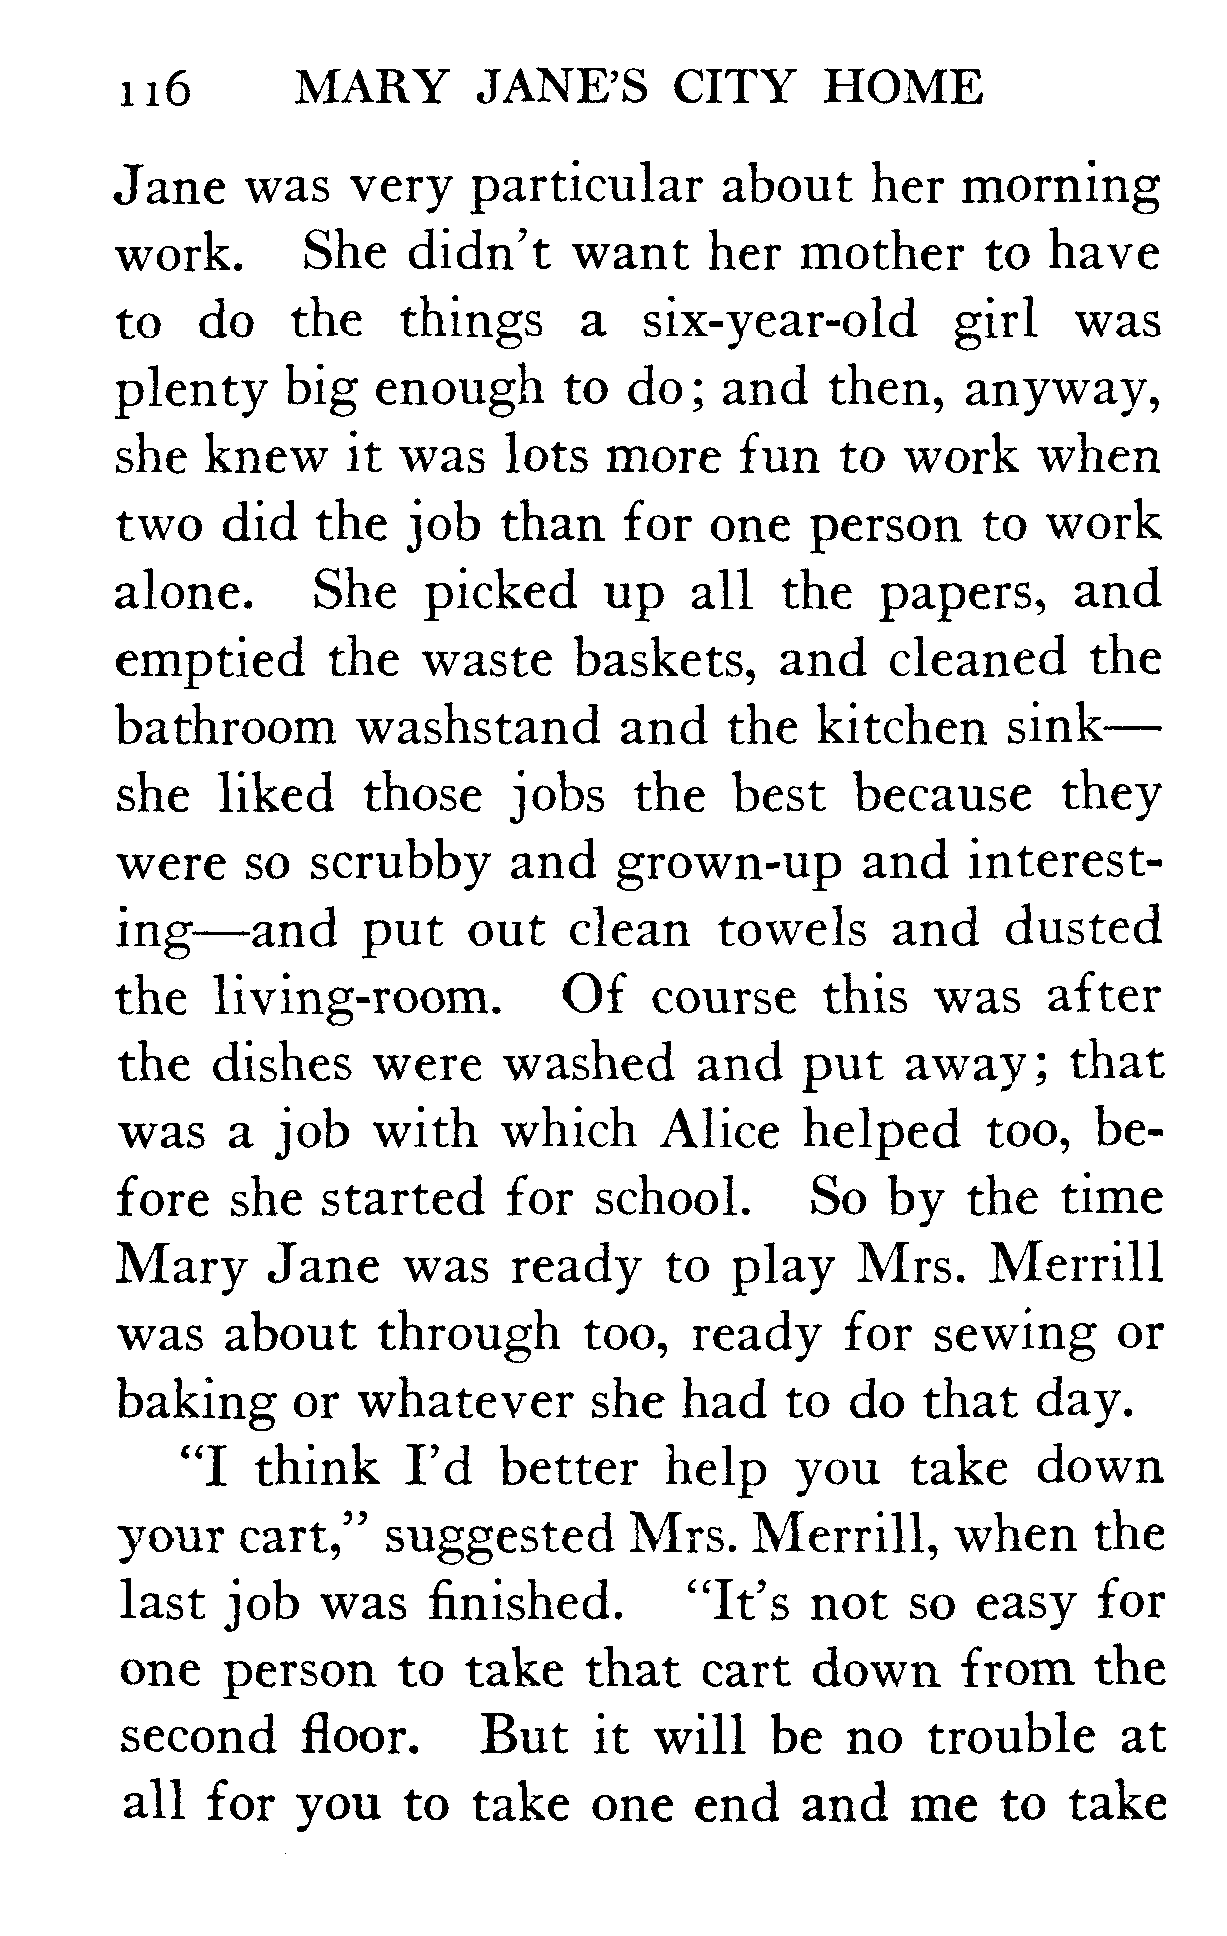 116 MARY JANE'S CITY HOME
Jane was very particular about her morning
work. She didn't want her mother to have
to do the things a six-year-old girl was
plenty big enough to do; and then, anyway,
she knew it was lots more fun to work when
two did the job than for one person to work
alone. She picked up all the papers, and
emptied the waste baskets, and cleaned the
bathroom washstand and the kitchen sink—
she liked those jobs the best because they
were so scrubby and grown-up and interest-
ing—and put out clean towels and dusted
the living-room. Of course this was after
the dishes were washed and put away; that
was a job with which Alice helped too, be-
fore she started for school. So by the time
Mary Jane was ready to play Mrs. Merrill
was about through too, ready for sewing or
baking or whatever she had to do that day.
"I think I'd better help you take down
your cart," suggested Mrs. Merrill, when the
last job was finished. "It's not so easy for
one person to take that cart down from the
second floor. But it will be no trouble at
all for you to take one end and me to take